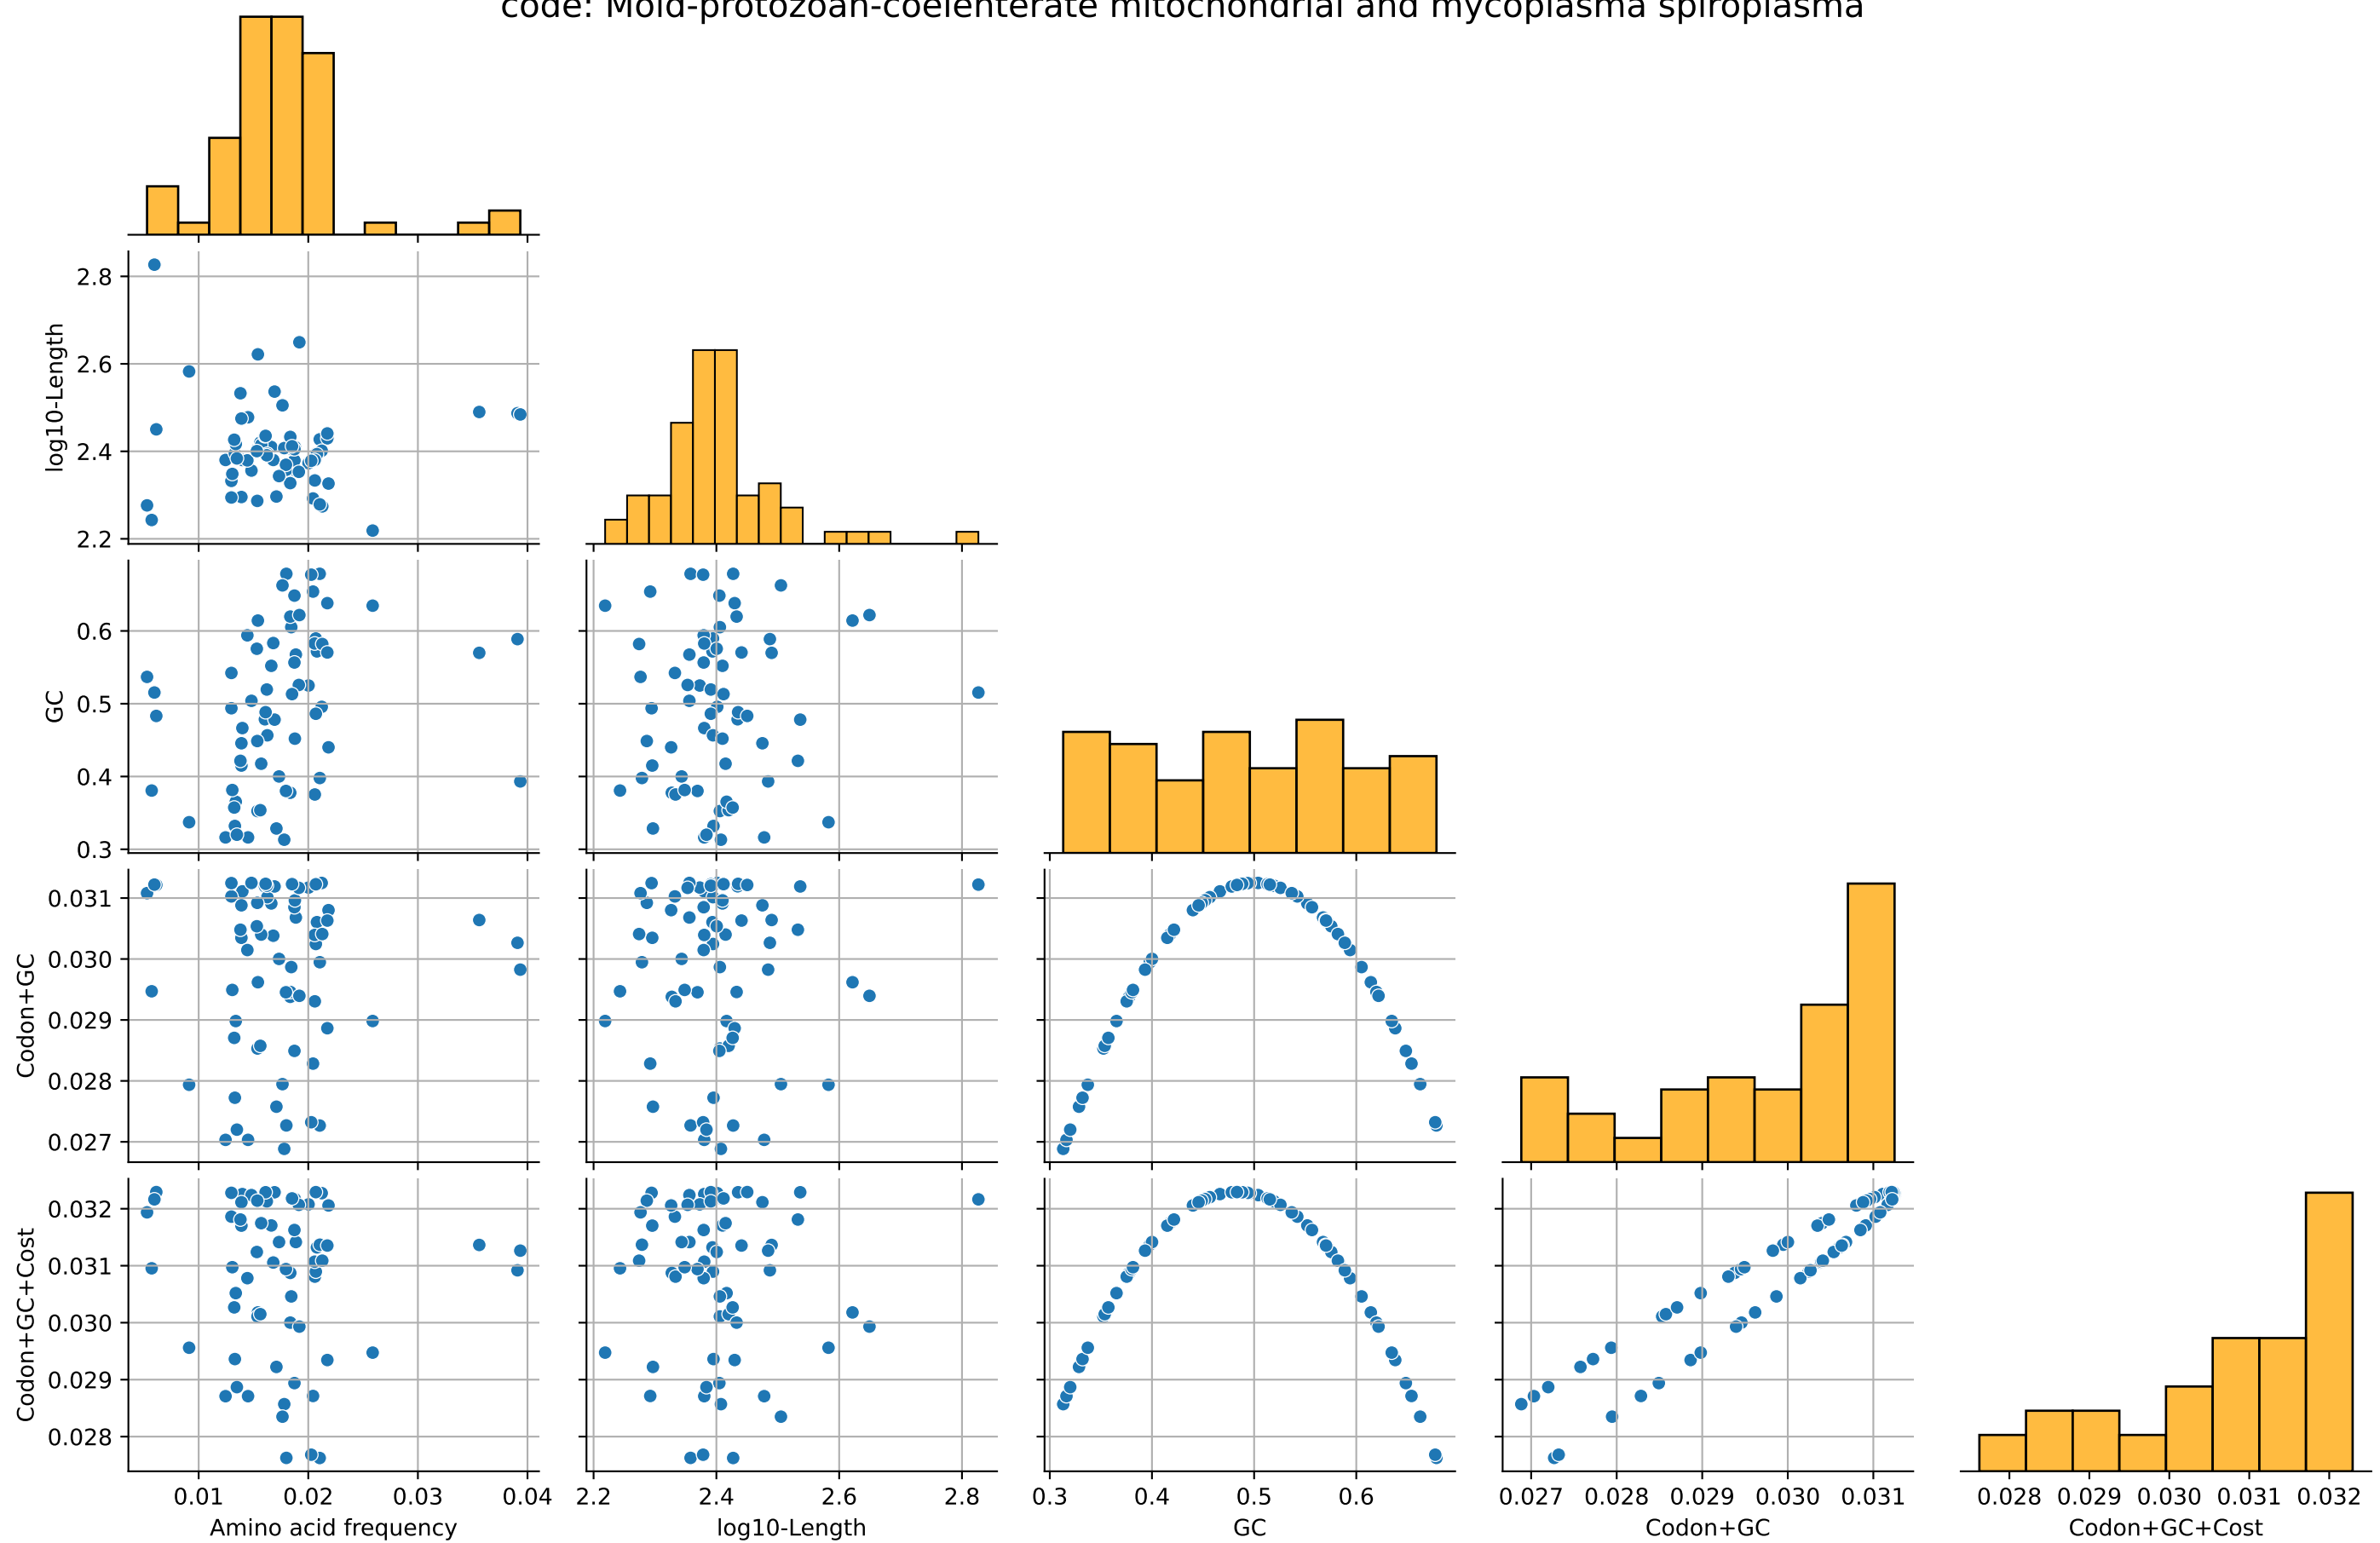 code: Mold-protozoan-coelenterate mitochondrial and mycoplasma spiroplasma
log10-Length
2.8
2.6
2.4
2.2
GC
0.6
0.5
0.4
0.3
Codon+GC
0.031
0.030
0.029
0.028
0.027
Codon+GC+Cost
0.032
0.031
0.030
0.029
0.028
0.01 0.02 0.03 0.04 2.2 2.4 2.6 2.8 0.3 0.4 0.5 0.6 0.027 0.028 0.029 0.030 0.031 0.028 0.029 0.030 0.031 0.032
Amino acid frequency log10-Length GC Codon+GC Codon+GC+Cost